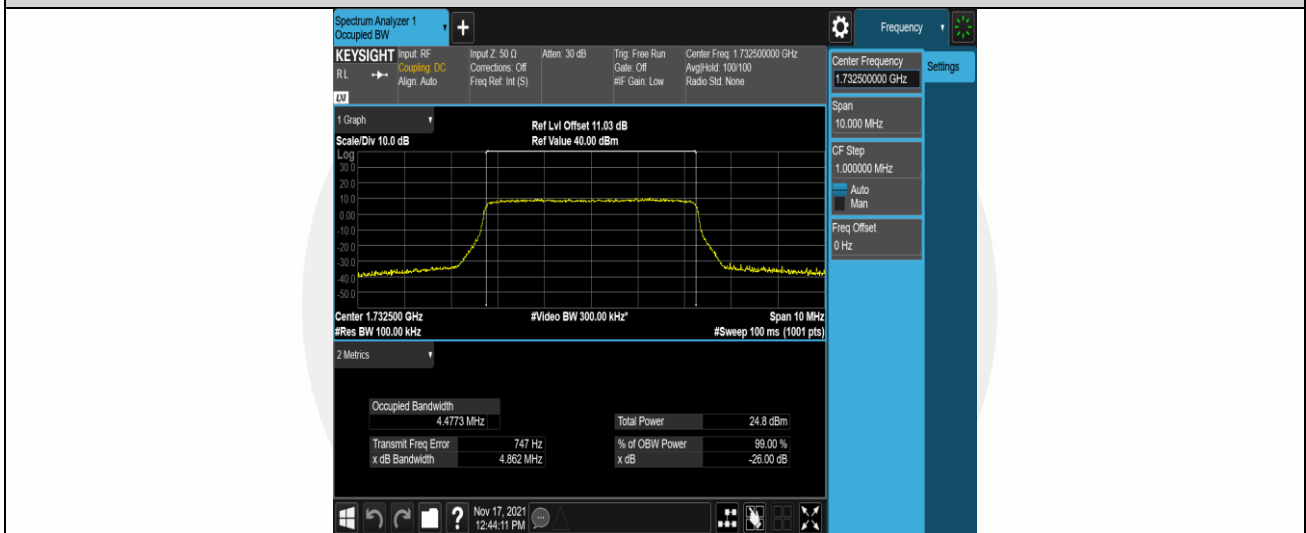 Spectrum Analyzer 1
Occupied BW
+
Frequency
KEYSIGHT
RL
LXI
Input: RF
Coupling: DC
Align: Auto
Input Z: 50 Ω
Corrections: Off
Freq Ref: Int (S)
Atten: 30 dB
Trig: Free Run
Gate: Off
#IF Gain: Low
Center Freq: 1.732500000 GHz
Avg|Hold: 100/100
Radio Std: None
Center Frequency
1.732500000 GHz
Settings
Span
10.000 MHz
CF Step
1.000000 MHz
Auto
Man
Freq Offset
0 Hz
1 Graph
Scale/Div 10.0 dB
Ref Lvl Offset 11.03 dB
Ref Value 40.00 dBm
Log
30.0
20.0
10.0
0.00
-10.0
-20.0
-30.0
-40.0
-50.0
Center 1.732500 GHz
#Video BW 300.00 kHz*
Span 10 MHz
#Res BW 100.00 kHz
#Sweep 100 ms (1001 pts)
2 Metrics
Occupied Bandwidth
4.4773 MHz
Total Power 24.8 dBm
Transmit Freq Error 747 Hz
% of OBW Power 99.00 %
x dB Bandwidth 4.862 MHz
x dB -26.00 dB
?
Nov 17, 2021
12:44:11 PM